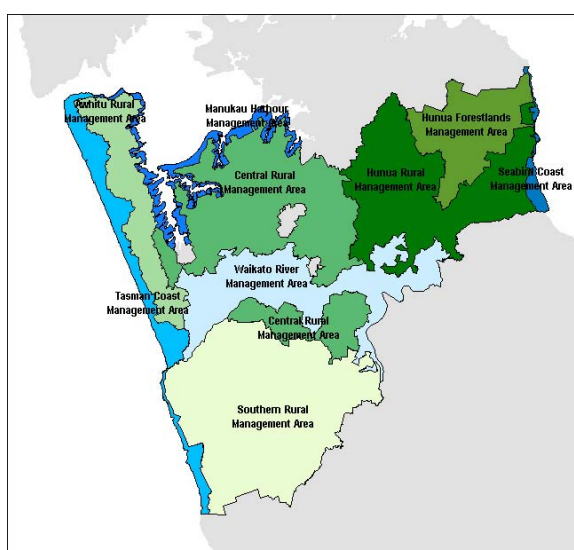 Awhitu Rural
Management Area
Manukau Harbour
Management Area
Hunua Forestlands
Management Area
Central Rural
Management Area
Hunua Rural
Management Area
Seabird Coast
Management Area
Waikato River
Management Area
Tasman Coast
Management Area
Central Rural
Management Area
Southern Rural
Management Area